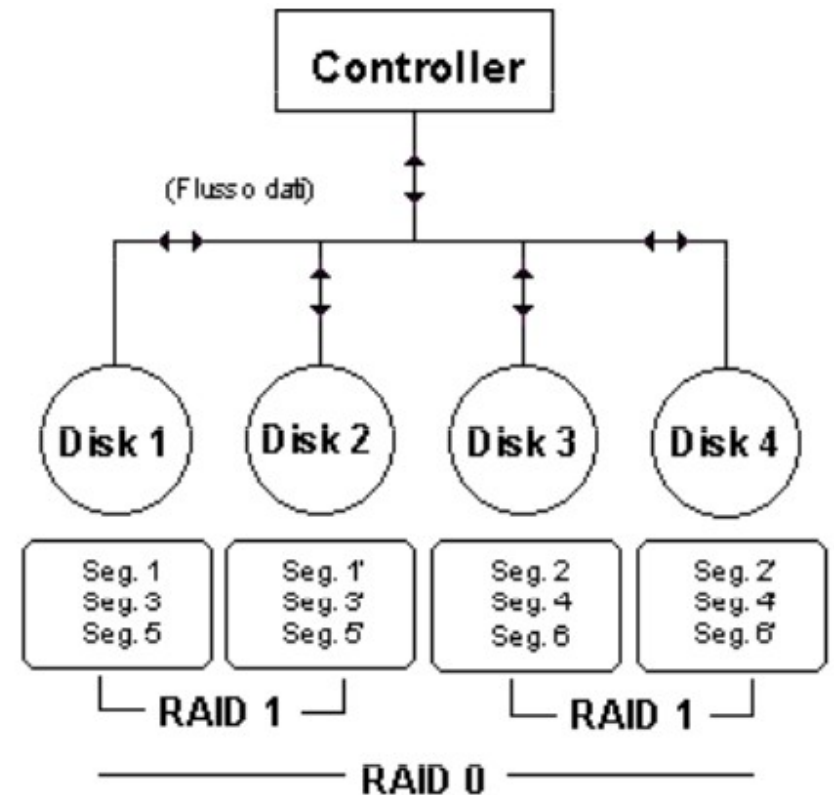 Controller
(Flusso dati)
Disk 1 Disk 2 Disk 3 Disk 4
Seg. 1 Seg. 1' Seg. 2 Seg. 2'
Seg. 3 Seg. 3' Seg. 4 Seg. 4'
Seg. 5 Seg. 5' Seg. 6 Seg. 6'
RAID 1 RAID 1
RAID 0